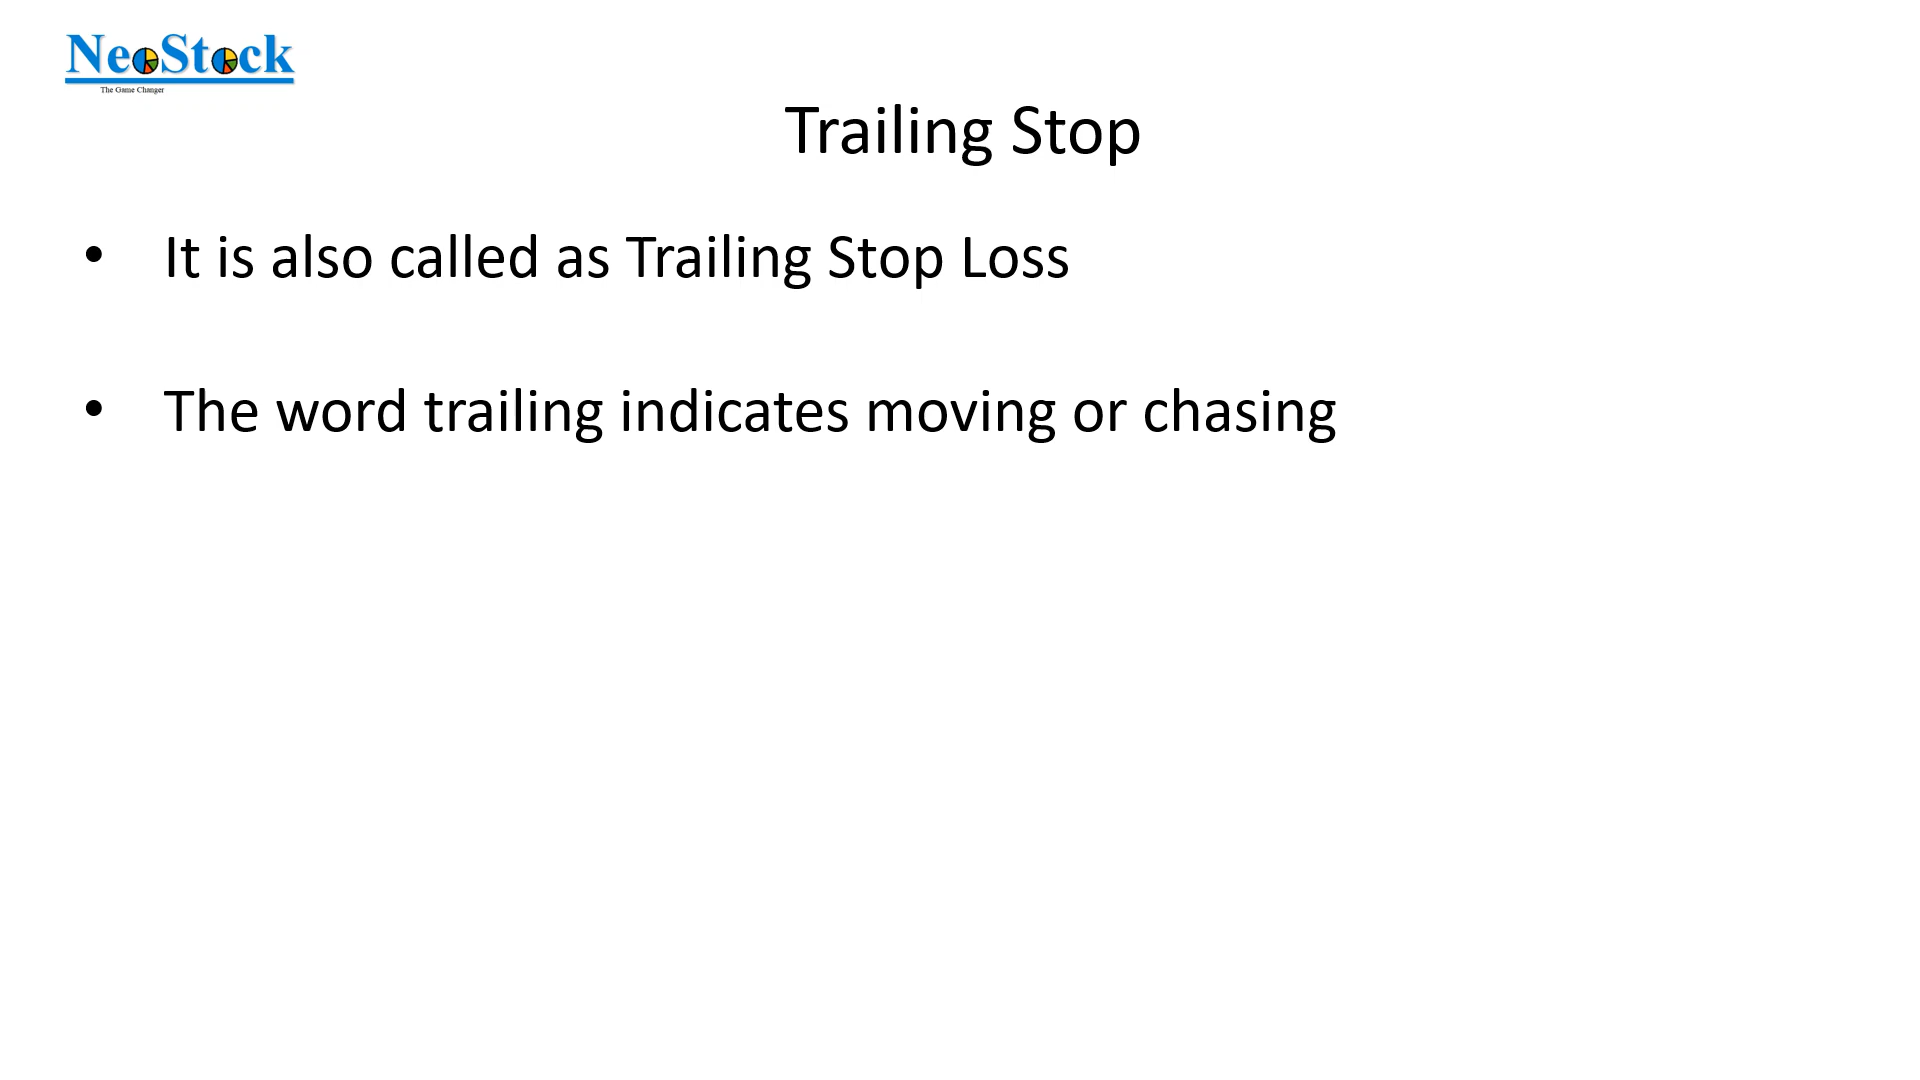 NeoStock
The Game Changer
Trailing Stop
• It is also called as Trailing Stop Loss
• The word trailing indicates moving or chasing